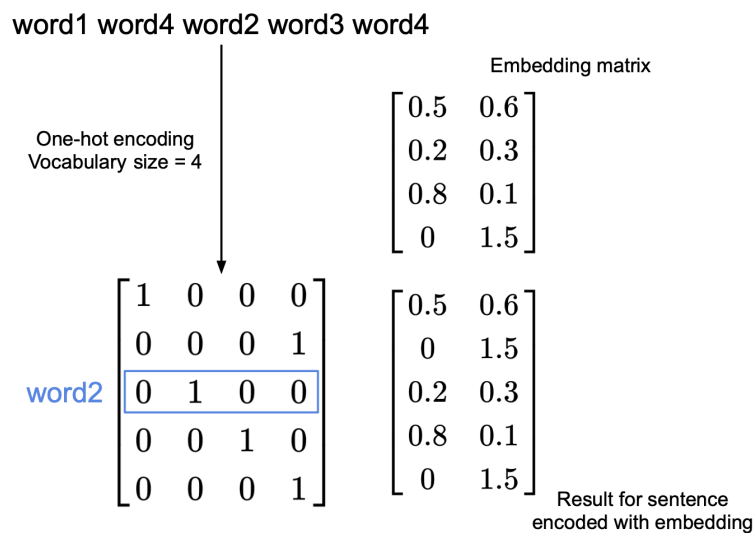 word1 word4 word2 word3 word4
Embedding matrix
0.5 0.6
0.2 0.3
0.8 0.1
0 1.5
One-hot encoding
Vocabulary size = 4
1 0 0 0
0 0 0 1
word2 0 1 0 0
0 0 1 0
0 0 0 1
0.5 0.6
0 1.5
0.2 0.3
0.8 0.1
0 1.5
Result for sentence
encoded with embedding